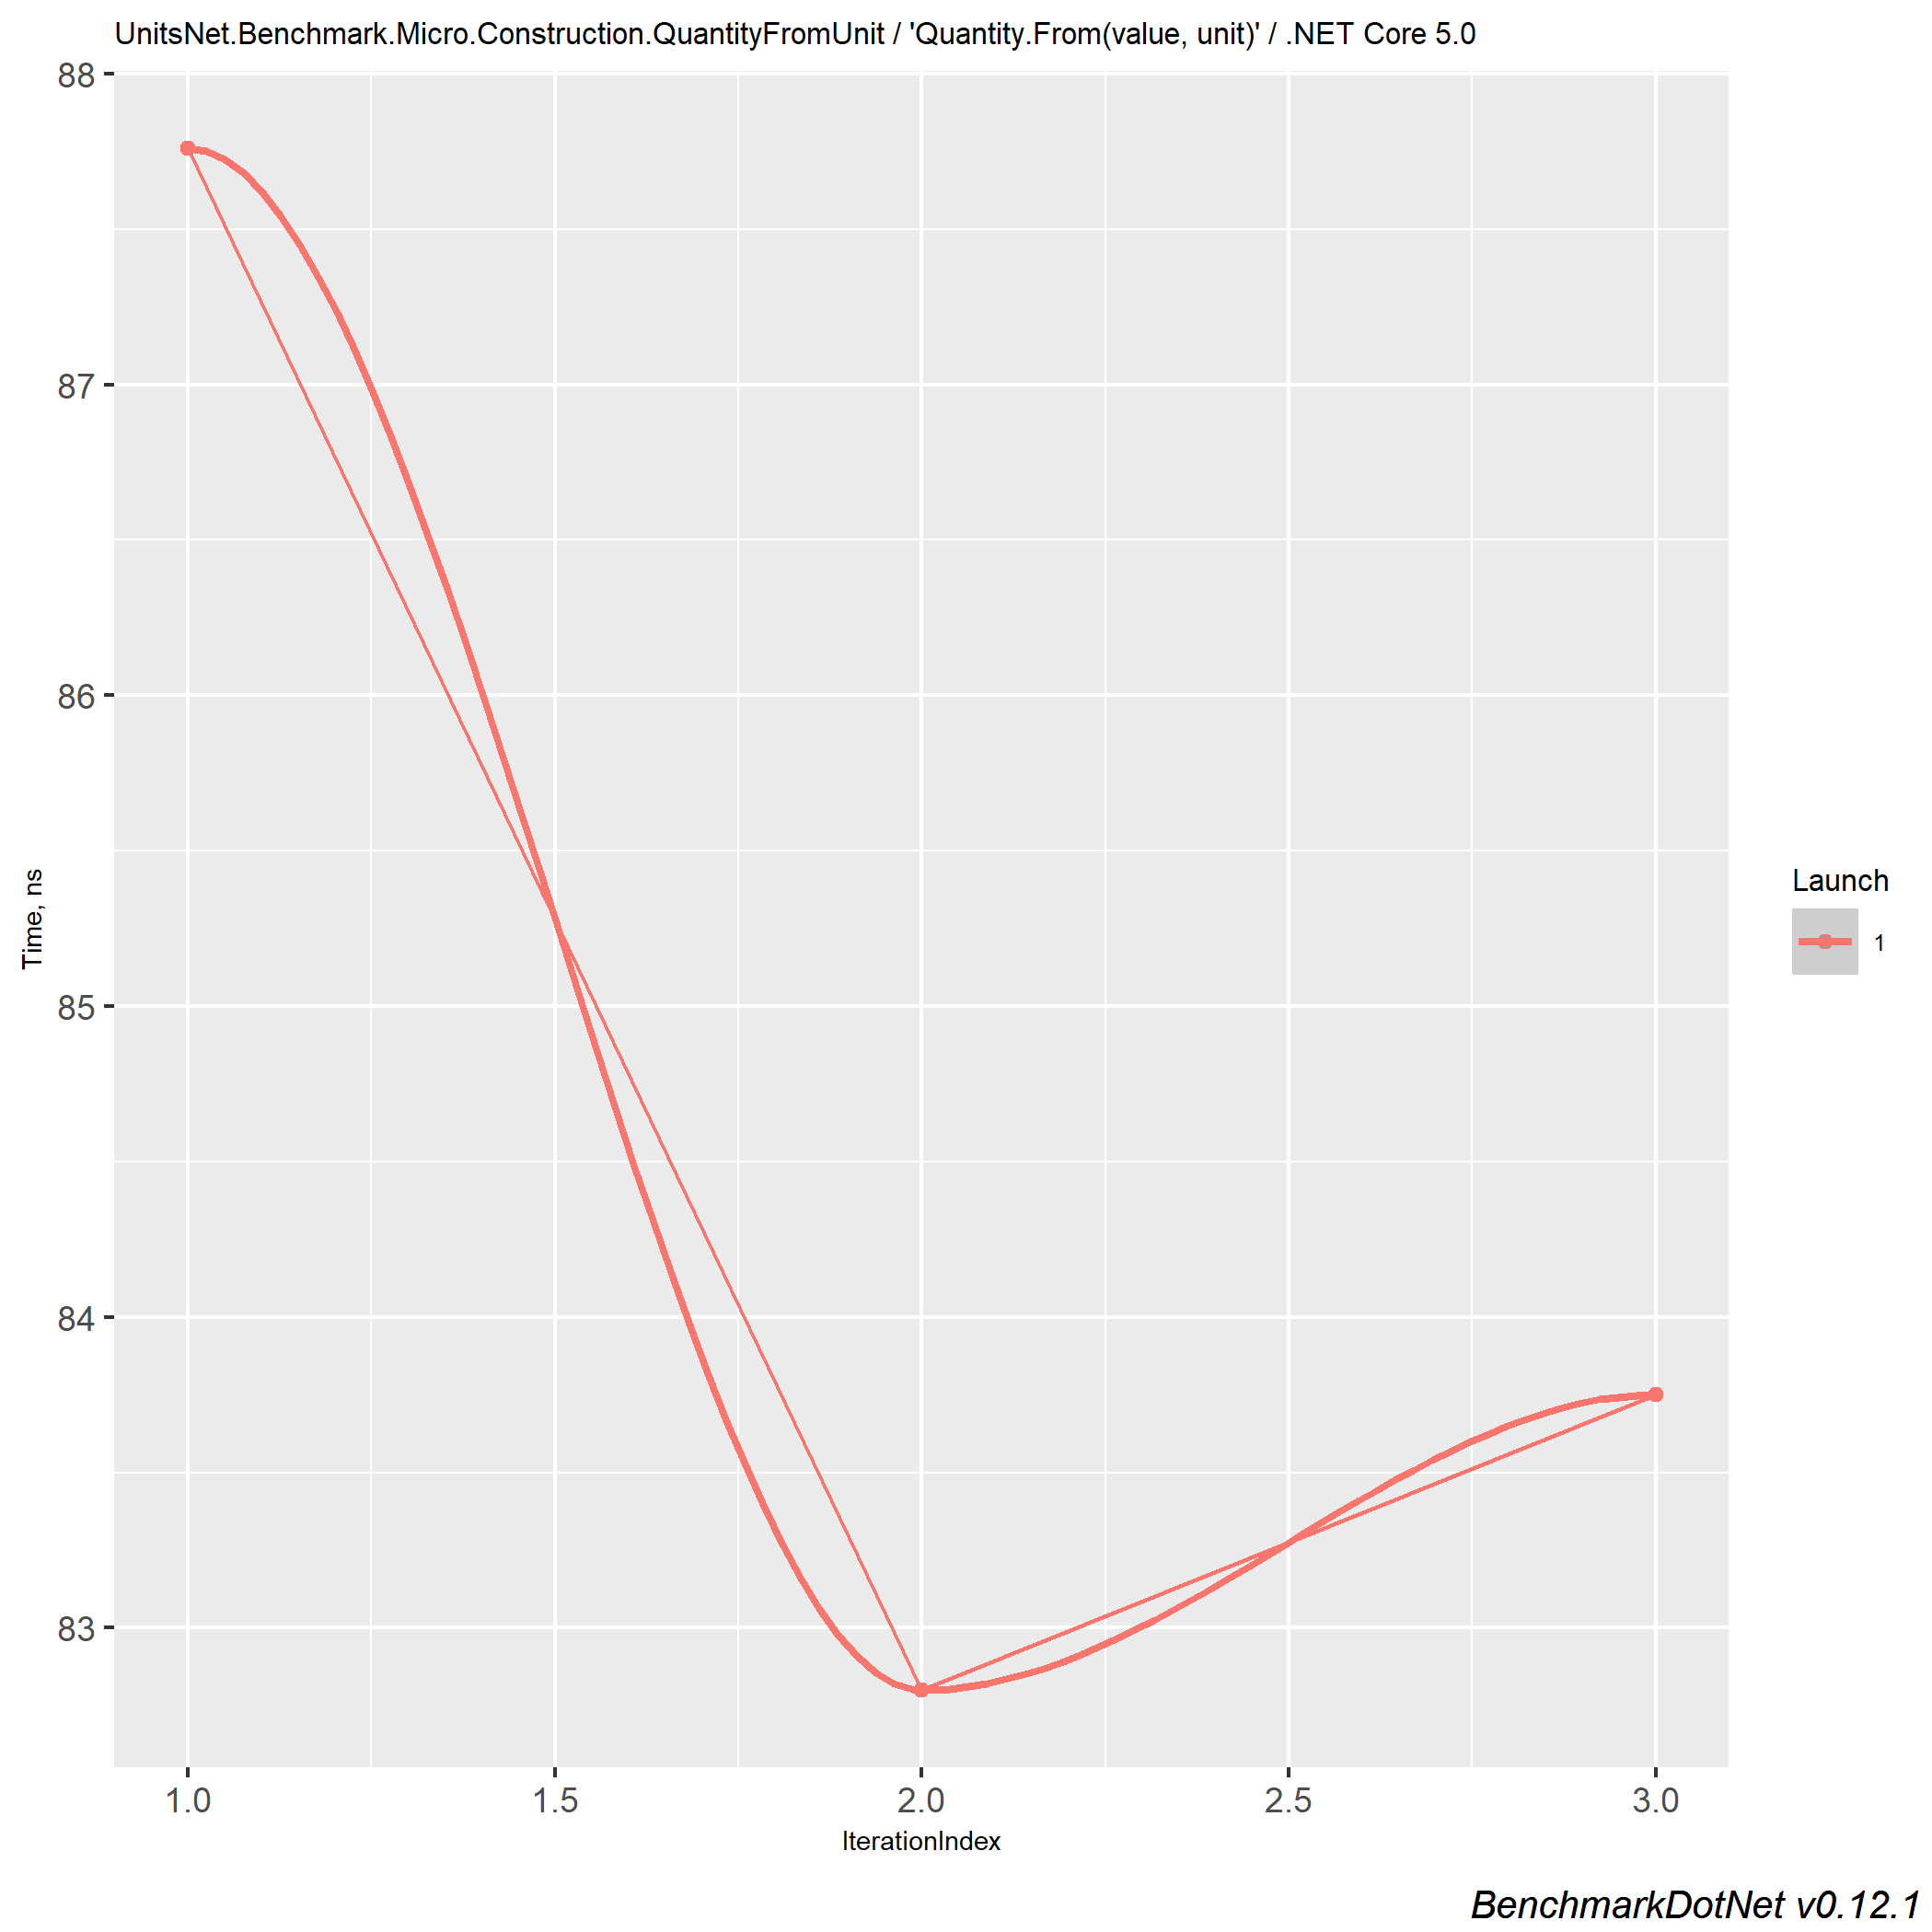 UnitsNet.Benchmark.Micro.Construction.QuantityFromUnit / 'Quantity.From(value, unit)' / .NET Core 5.0
88
87
86
85
84
83
Time, ns
1.0 1.5 2.0 2.5 3.0
IterationIndex
Launch
1
BenchmarkDotNet v0.12.1